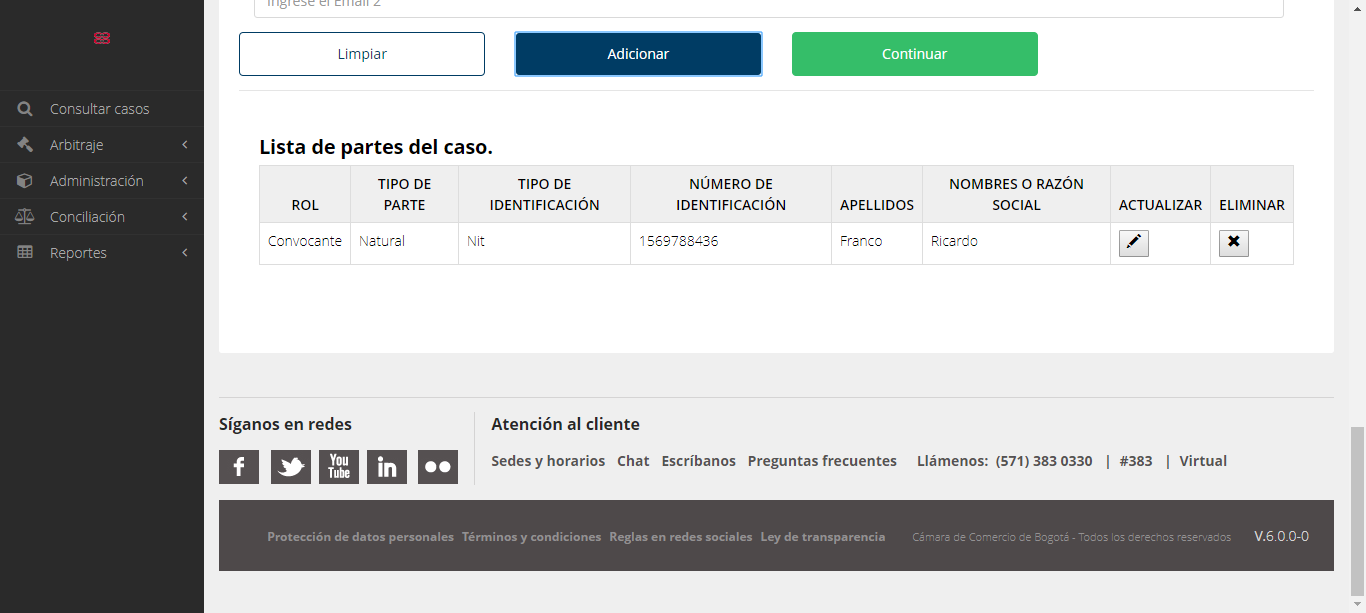 Ingrese el Email 2
Limpiar
Adicionar
Continuar
Consultar casos
Arbitraje
Administración
Conciliación
Reportes
Lista de partes del caso.
ROL
TIPO DE
PARTE
TIPO DE
IDENTIFICACIÓN
NÚMERO DE
IDENTIFICACIÓN
APELLIDOS
NOMBRES O RAZÓN
SOCIAL
ACTUALIZAR
ELIMINAR
Convocante
Natural
Nit
1569788436
Franco
Ricardo
Síganos en redes
You
Tube
in
Atención al cliente
Sedes y horarios Chat Escríbanos Preguntas frecuentes Llámenos: (571) 383 0330 | #383 | Virtual
Protección de datos personales Términos y condiciones Reglas en redes sociales Ley de transparencia
Cámara de Comercio de Bogotá - Todos los derechos reservados
V.6.0.0-0